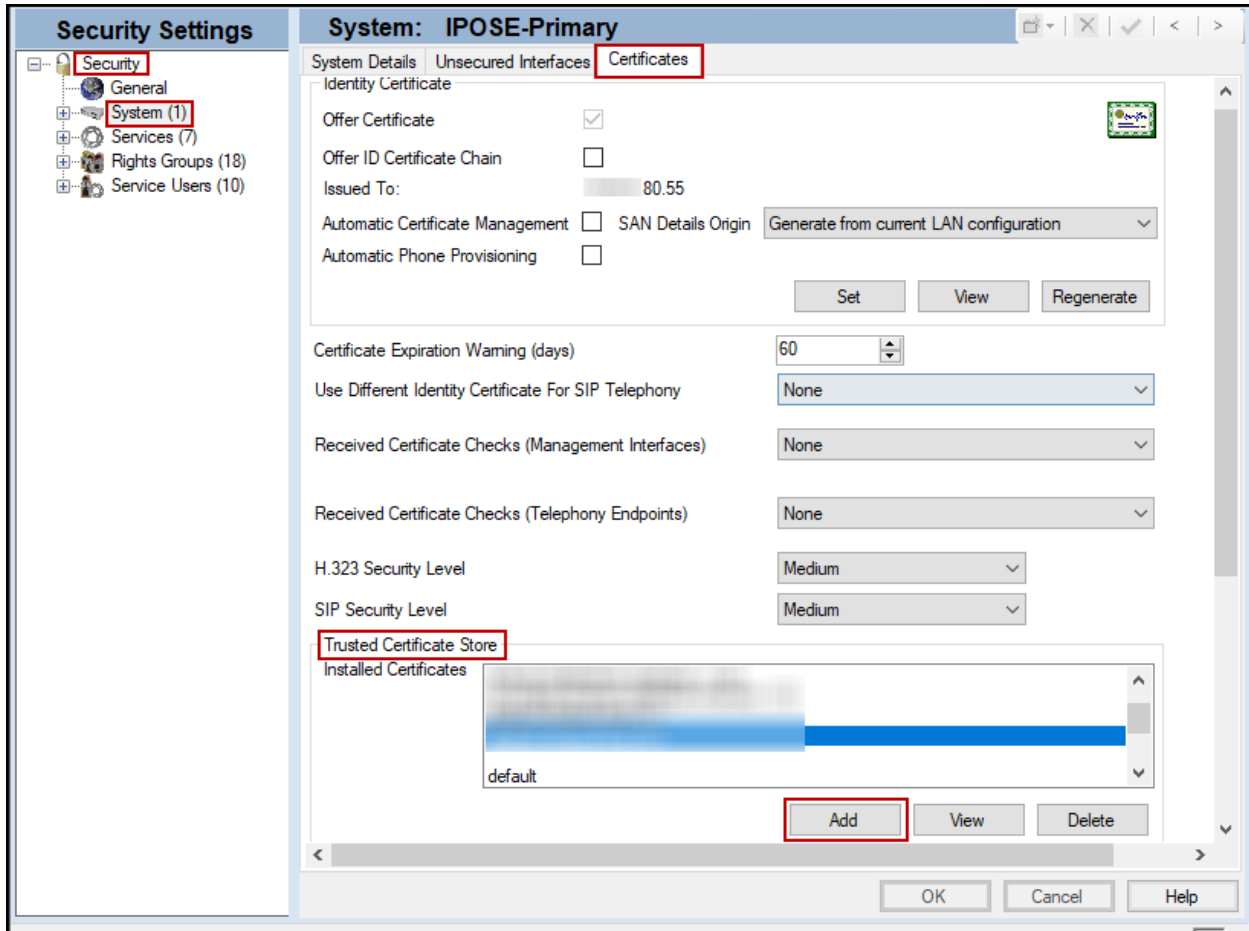 Security Settings
Security
General
System (1)
Services (7)
Rights Groups (18)
Service Users (10)
System: IPOSE-Primary
System Details Unsecured Interfaces Certificates
Identity Certificate
Offer Certificate
Offer ID Certificate Chain
Issued To: 80.55
Automatic Certificate Management SAN Details Origin Generate from current LAN configuration
Automatic Phone Provisioning
Set View Regenerate
Certificate Expiration Warning (days) 60
Use Different Identity Certificate For SIP Telephony None
Received Certificate Checks (Management Interfaces) None
Received Certificate Checks (Telephony Endpoints) None
H.323 Security Level Medium
SIP Security Level Medium
Trusted Certificate Store
Installed Certificates
default
Add View Delete
OK Cancel Help